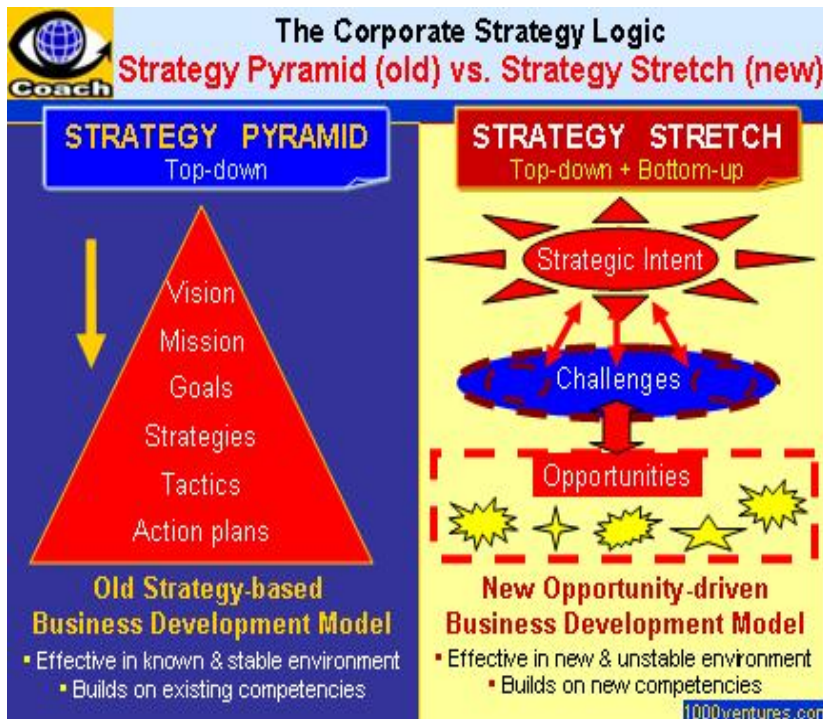 The Corporate Strategy Logic
Strategy Pyramid (old) vs. Strategy Stretch (new)
Coach
STRATEGY PYRAMID
Top-down
Vision
Mission
Goals
Strategies
Tactics
Action plans
Old Strategy-based
Business Development Model
▪ Effective in known & stable environment
▪ Builds on existing competencies
STRATEGY STRETCH
Top-down + Bottom-up
Strategic Intent
Challenges
Opportunities
New Opportunity-driven
Business Development Model
▪ Effective in new & unstable environment
▪ Builds on new competencies
1000ventures.com